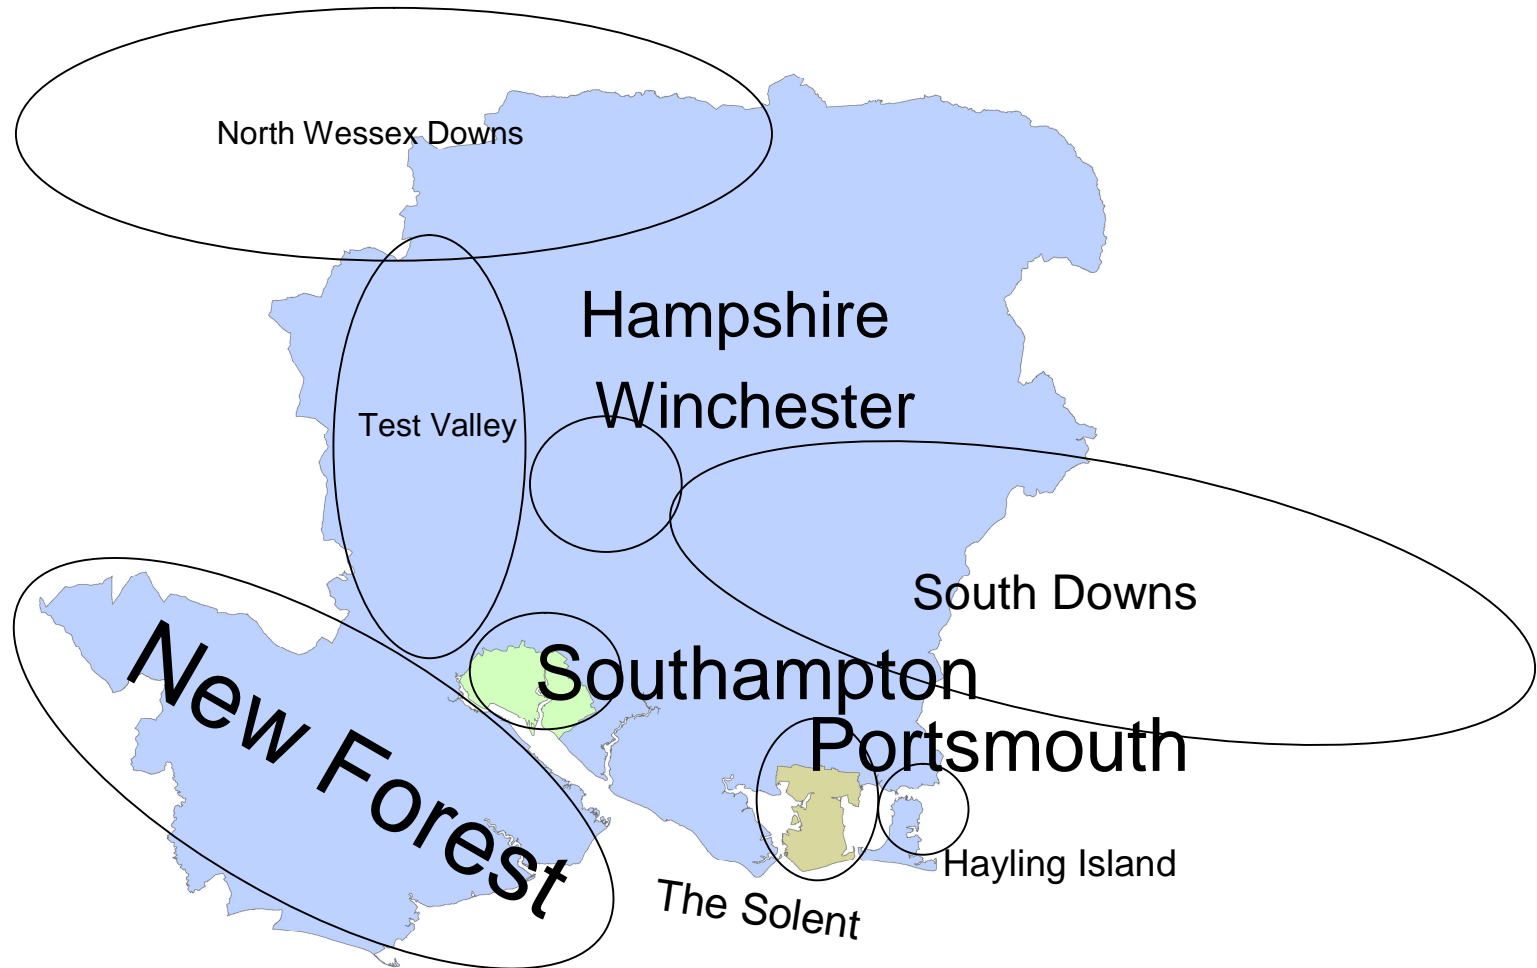 North Wessex Downs
Hampshire
Winchester
Test Valley
South Downs
Southampton
New Forest
Portsmouth
Hayling Island
The Solent